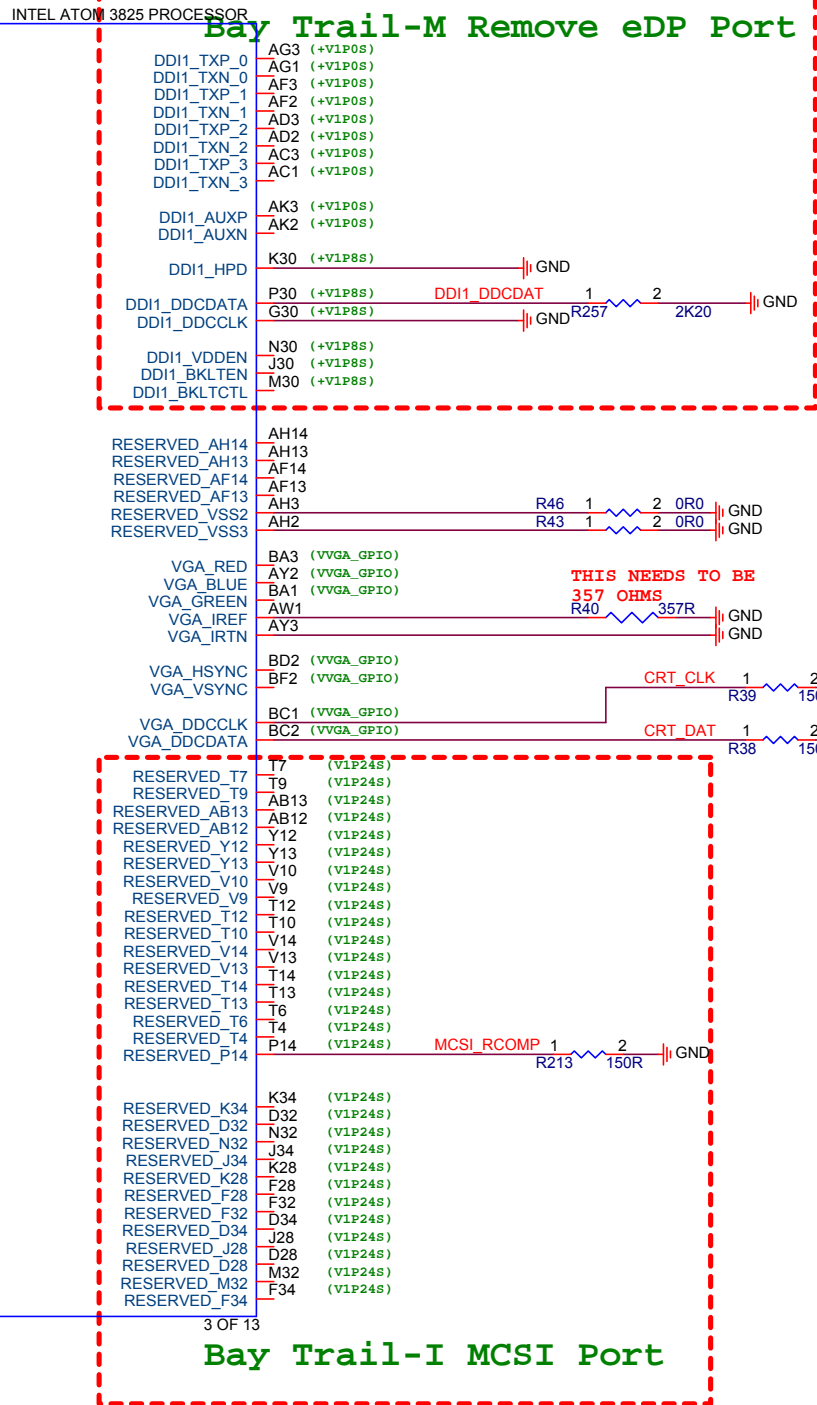 INTEL ATOM 3825 PROCESSOR
Bay Trail-M Remove eDP Port
DDI1_TXP_0 AG3 (+V1P0S)
DDI1_TXN_0 AG1 (+V1P0S)
DDI1_TXP_1 AF3 (+V1P0S)
DDI1_TXN_1 AF2 (+V1P0S)
DDI1_TXP_2 AD3 (+V1P0S)
DDI1_TXN_2 AD2 (+V1P0S)
DDI1_TXP_3 AC3 (+V1P0S)
DDI1_TXN_3 AC1 (+V1P0S)
DDI1_AUXP AK3 (+V1P0S)
DDI1_AUXN AK2 (+V1P0S)
DDI1_HPD K30 (+V1P8S) GND
DDI1_DDCDATA P30 (+V1P8S) DDI1_DDCDAT R257 1 2 2K20 GND
DDI1_DDCCLK G30 (+V1P8S) GND
DDI1_VDDEN N30 (+V1P8S)
DDI1_BKLTEN J30 (+V1P8S)
DDI1_BKLTCTL M30 (+V1P8S)
RESERVED_AH14 AH14
RESERVED_AH13 AH13
RESERVED_AF14 AF14
RESERVED_AF13 AF13
RESERVED_VSS2 AH3 R46 1 2 0R0 GND
RESERVED_VSS3 AH2 R43 1 2 0R0 GND
VGA_RED BA3 (VVGA_GPIO)
VGA_BLUE AY2 (VVGA_GPIO)
VGA_GREEN BA1 (VVGA_GPIO)
THIS NEEDS TO BE
357 OHMS
VGA_IREF AW1 R40 357R GND
VGA_IRTN AY3 GND
VGA_HSYNC BD2 (VVGA_GPIO)
VGA_VSYNC BF2 (VVGA_GPIO)
CRT_CLK 1 2 R39 150
VGA_DDCCLK BC1 (VVGA_GPIO)
VGA_DDCDATA BC2 (VVGA_GPIO) CRT_DAT 1 2 R38 150
RESERVED_T7 T7 (V1P24S)
RESERVED_T9 T9 (V1P24S)
RESERVED_AB13 AB13 (V1P24S)
RESERVED_AB12 AB12 (V1P24S)
RESERVED_Y12 Y12 (V1P24S)
RESERVED_Y13 Y13 (V1P24S)
RESERVED_V10 V10 (V1P24S)
RESERVED_V9 V9 (V1P24S)
RESERVED_T12 T12 (V1P24S)
RESERVED_T10 T10 (V1P24S)
RESERVED_V14 V14 (V1P24S)
RESERVED_V13 V13 (V1P24S)
RESERVED_T14 T14 (V1P24S)
RESERVED_T13 T13 (V1P24S)
RESERVED_T6 T6 (V1P24S)
RESERVED_T4 T4 (V1P24S)
RESERVED_P14 P14 (V1P24S) MCSI_RCOMP 1 2 R213 150R GND
RESERVED_K34 K34 (V1P24S)
RESERVED_D32 D32 (V1P24S)
RESERVED_N32 N32 (V1P24S)
RESERVED_J34 J34 (V1P24S)
RESERVED_K28 K28 (V1P24S)
RESERVED_F28 F28 (V1P24S)
RESERVED_F32 F32 (V1P24S)
RESERVED_D34 D34 (V1P24S)
RESERVED_J28 J28 (V1P24S)
RESERVED_D28 D28 (V1P24S)
RESERVED_M32 M32 (V1P24S)
RESERVED_F34 F34 (V1P24S)
3 OF 13
Bay Trail-I MCSI Port